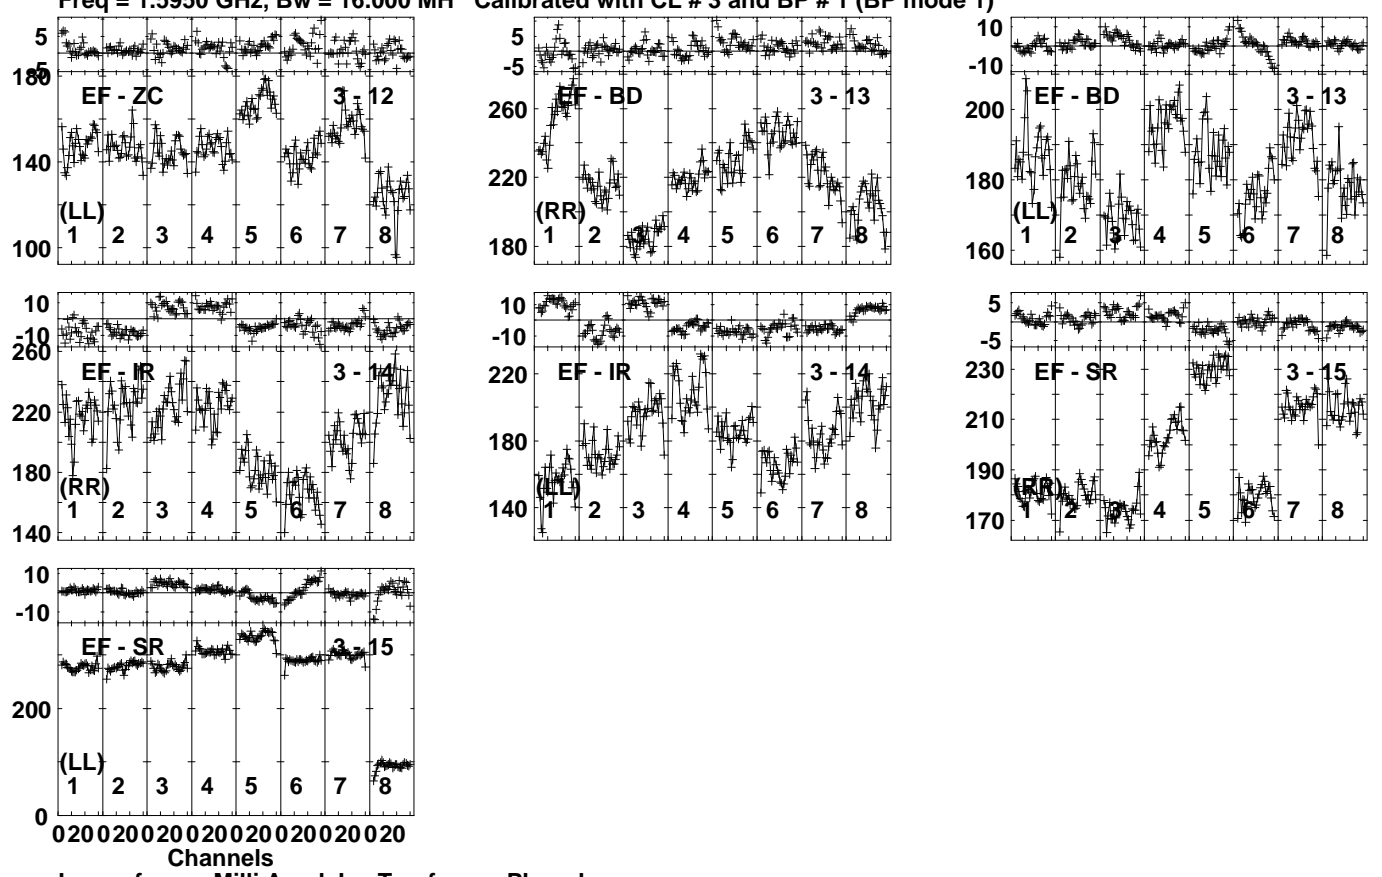 Freq = 1.5950 GHz, Bw = 16.000 MH Calibrated with CL # 3 and BP # 1 (BP mode 1)
5
-5
180
140
100
EF - ZC
3 - 12
(LL)
1 2 3 4 5 6 7 8
5
-5
260
220
180
EF - BD
3 - 13
(RR)
1 2 3 4 5 6 7 8
10
-10
200
180
160
EF - BD
3 - 13
(LL)
1 2 3 4 5 6 7 8
10
-10
260
220
180
140
EF - IR
3 - 14
(RR)
1 2 3 4 5 6 7 8
10
-10
220
180
140
EF - IR
3 - 14
(LL)
1 2 3 4 5 6 7 8
5
-5
230
210
190
170
EF - SR
3 - 15
(RR)
1 2 3 4 5 6 7 8
10
-10
200
0
EF - SR
3 - 15
(LL)
1 2 3 4 5 6 7 8
0 20 0 20 0 20 0 20 0 20 0 20 0 20 0 20
Channels